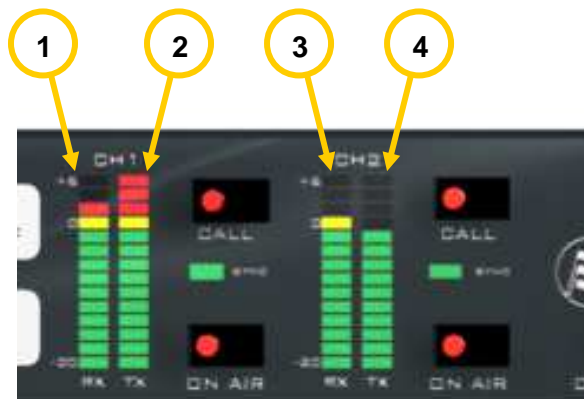 1 2 3 4
CH1 CH2
+6 +6
CALL CALL
0 0
SYNC SYNC
-20 -20
RX TX ON AIR RX TX ON AIR